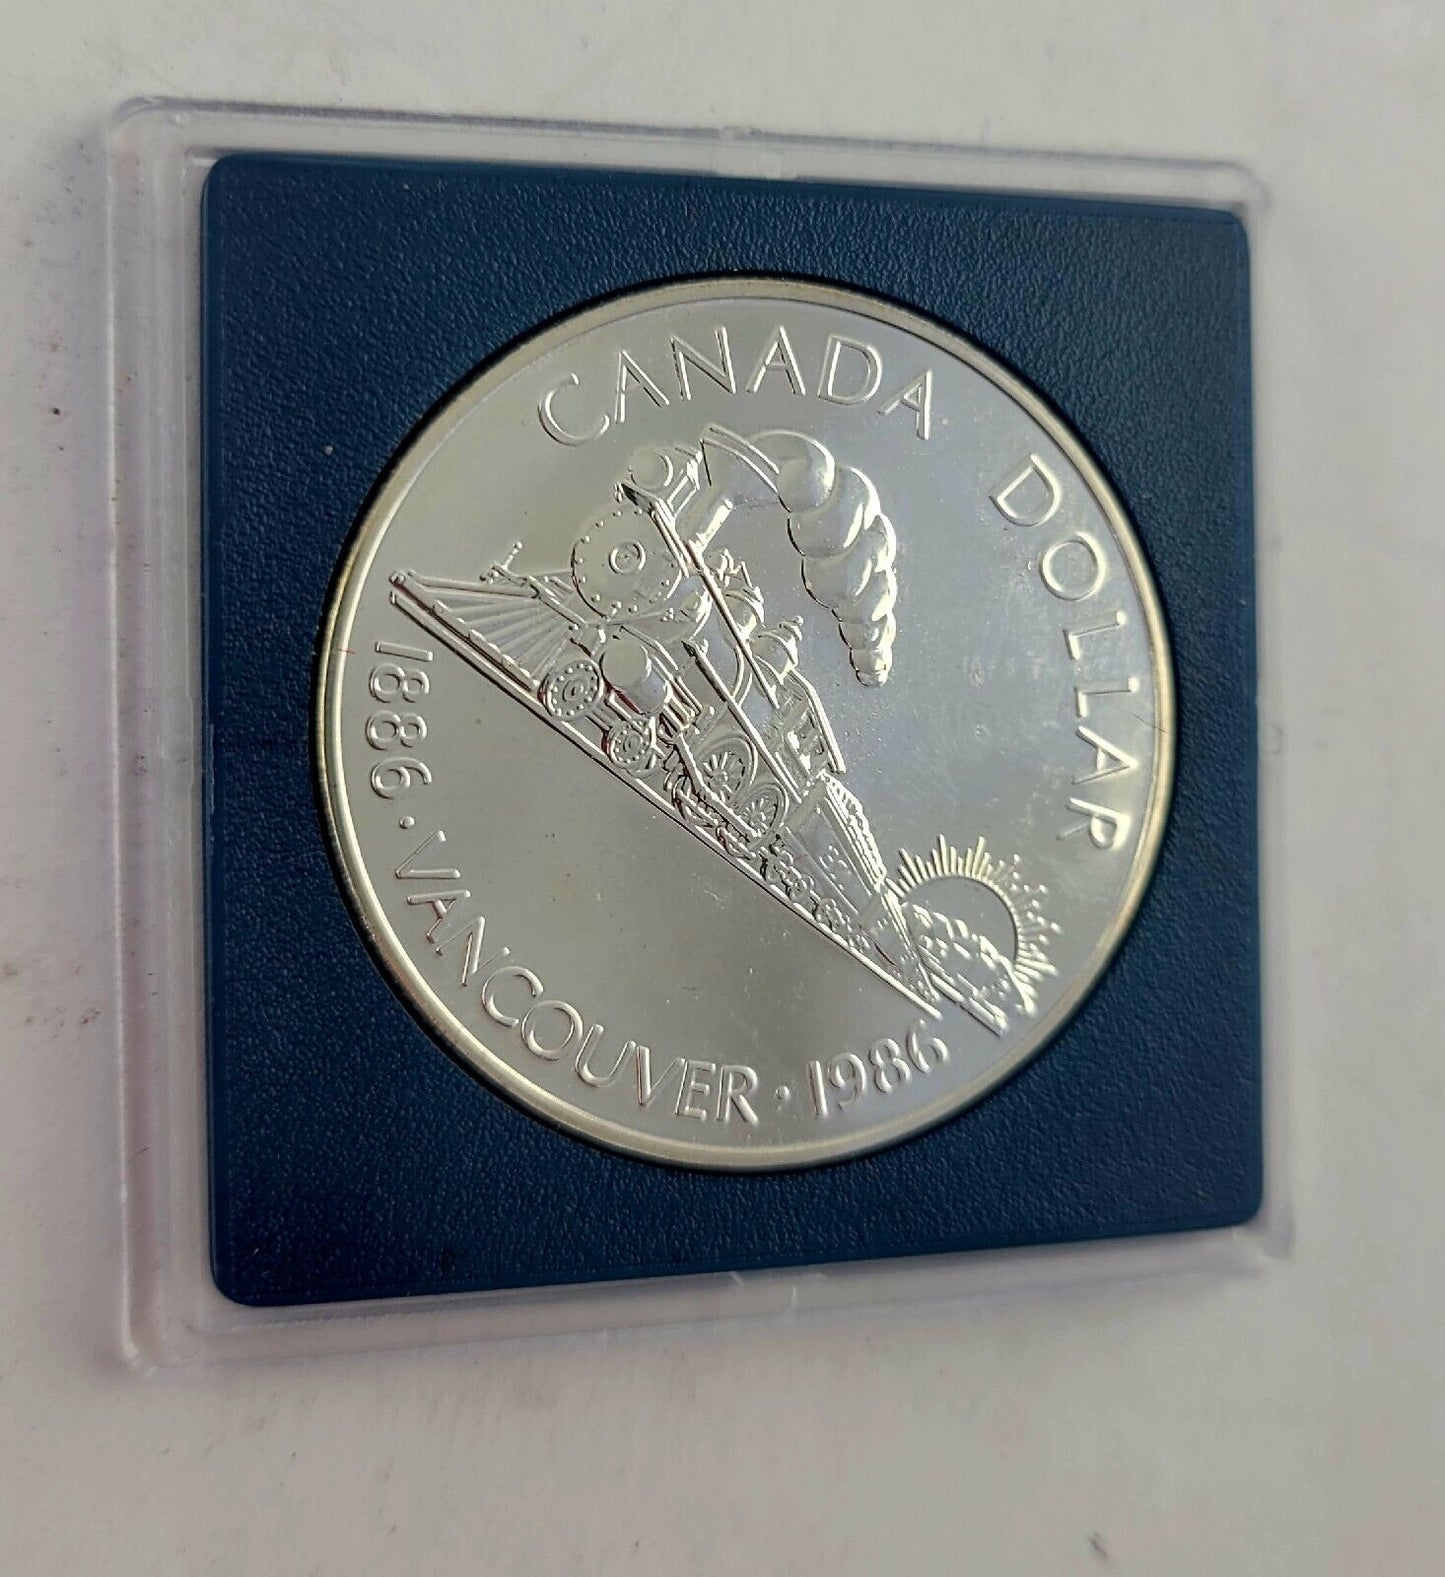 CANADA DOLLAR
1886 · VANCOUVER · 1986